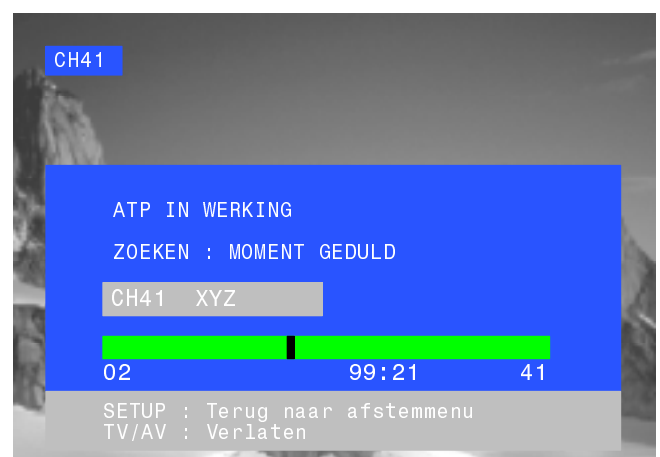 CH41
ATP IN WERKING
ZOEKEN : MOMENT GEDULD
CH41 XYZ
02 99:21 41
SETUP : Terug naar afstemmenu
TV/AV : Verlaten